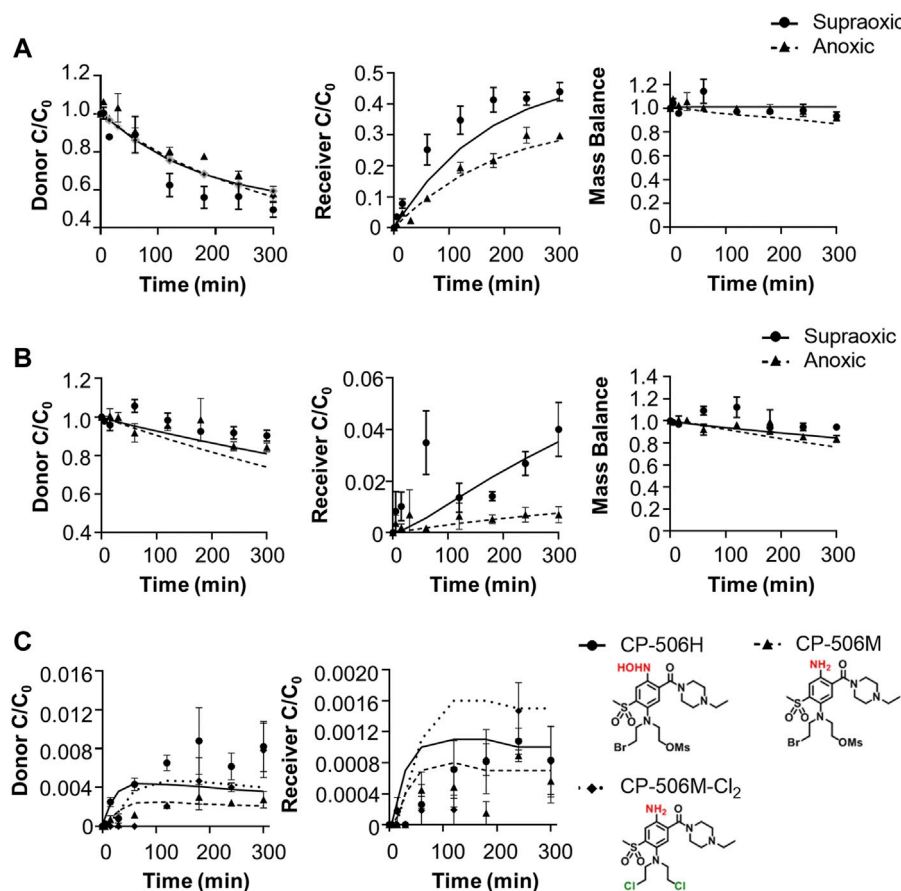 Supraoxic
Anoxic
A
Donor C/C0
1.2
1.0
0.8
0.6
0.4
0 100 200 300
Time (min)
Receiver C/C0
0.5
0.4
0.3
0.2
0.1
0
0 100 200 300
Time (min)
Mass Balance
1.2
1.0
0.8
0.6
0.4
0.2
0
0 100 200 300
Time (min)
B
Supraoxic
Anoxic
Donor C/C0
1.2
1.0
0.8
1.0
0.4
0 100 200 300
Time (min)
Receiver C/C0
0.06
0.04
0.02
0
0 100 200 300
Time (min)
Mass Balance
1.4
1.2
1.0
0.8
0.6
0.4
0.2
0
0 100 200 300
Time (min)
C
Donor C/C0
0.016
0.012
0.008
0.004
0
0 100 200 300
Time (min)
Receiver C/C0
0.0020
0.0016
0.0012
0.0008
0.0004
0
0 100 200 300
Time (min)
CP-506H
HOHN
O
N
N
S
O O
N
Br
OMs
CP-506M
NH2
O
N
N
S
O O
N
Br
OMs
CP-506M-Cl2
NH2
O
N
N
S
O O
N
Cl
Cl